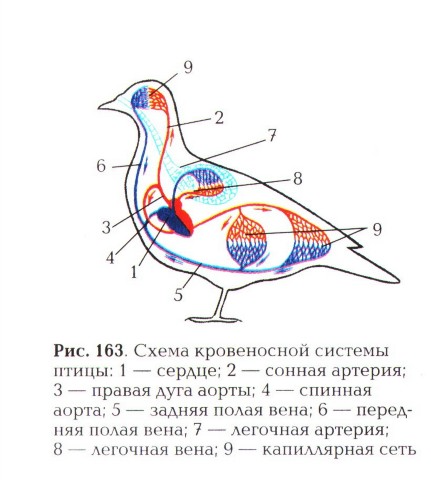 9
2
7
6
8
3
9
4
1
5
Рис. 163. Схема кровеносной системы
птицы: 1 — сердце; 2 — сонная артерия;
3 — правая дуга аорты; 4 — спинная
аорта; 5 — задняя полая вена; 6 — перед-
няя полая вена; 7 — легочная артерия;
8 — легочная вена; 9 — капиллярная сеть